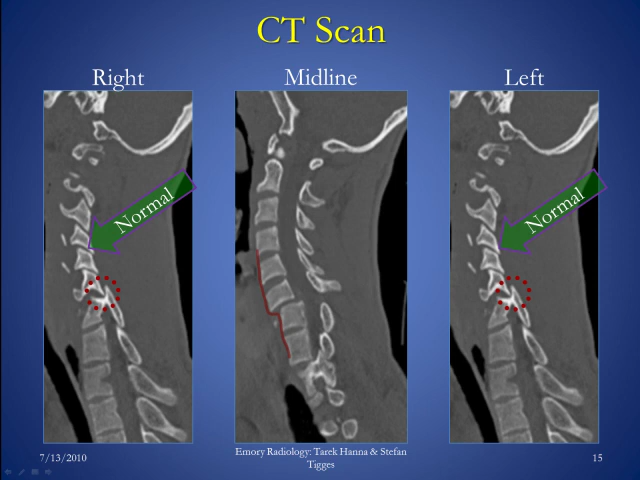 CT Scan
Right
Midline
Left
Normal
Normal
7/13/2010
Emory Radiology: Tarek Hanna & Stefan
Tigges
15